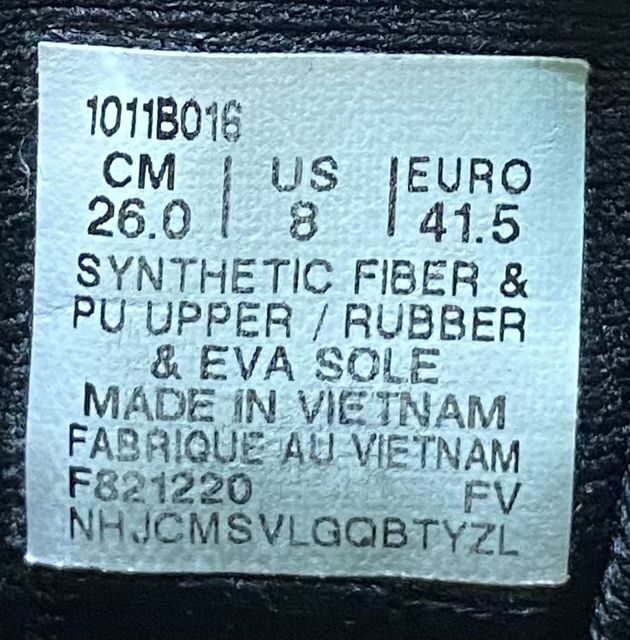 1011B016
CM | US | EURO
26.0 | 8 | 41.5
SYNTHETIC FIBER &
PU UPPER / RUBBER
& EVA SOLE
MADE IN VIETNAM
FABRIQUE AU VIETNAM
F821220 FV
NHJCMSVLGQBTYZL